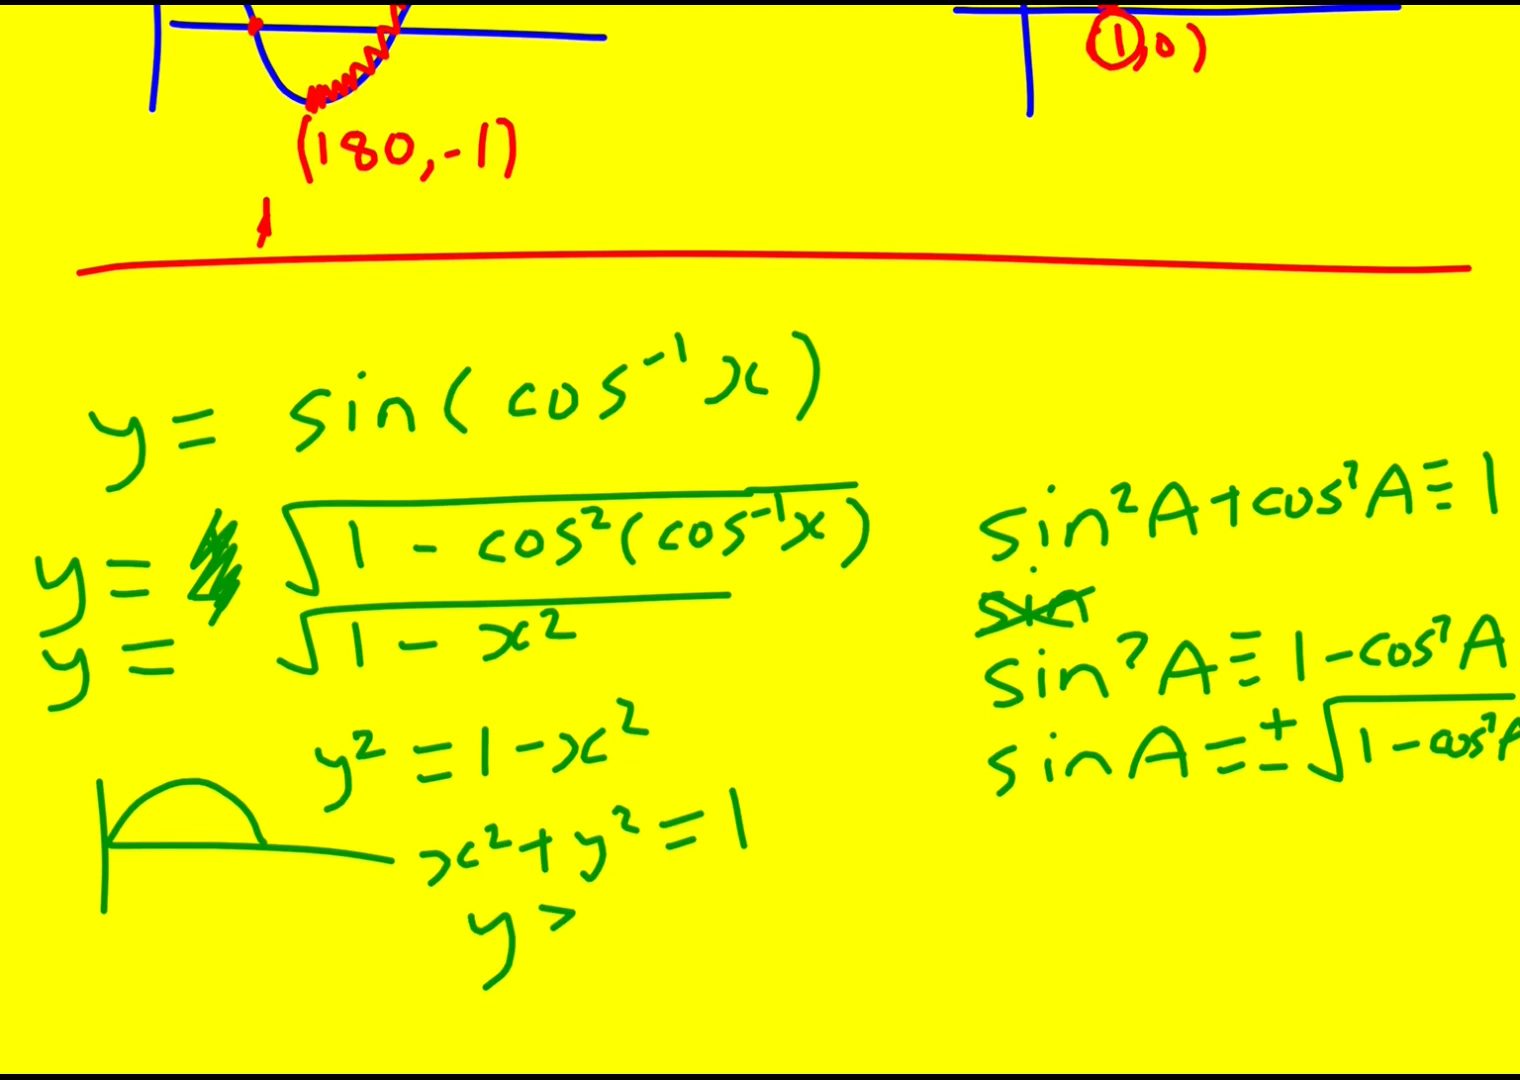 (1,0)
(180,-1)
y = sin(cos⁻¹x)
y = √(1 - cos²(cos⁻¹x))
y = √(1 - x²)
y² = 1 - x²
x² + y² = 1
y >
sin²A + cos²A ≡ 1
sin
sin²A ≡ 1 - cos²A
sinA = ± √(1 - cos²A